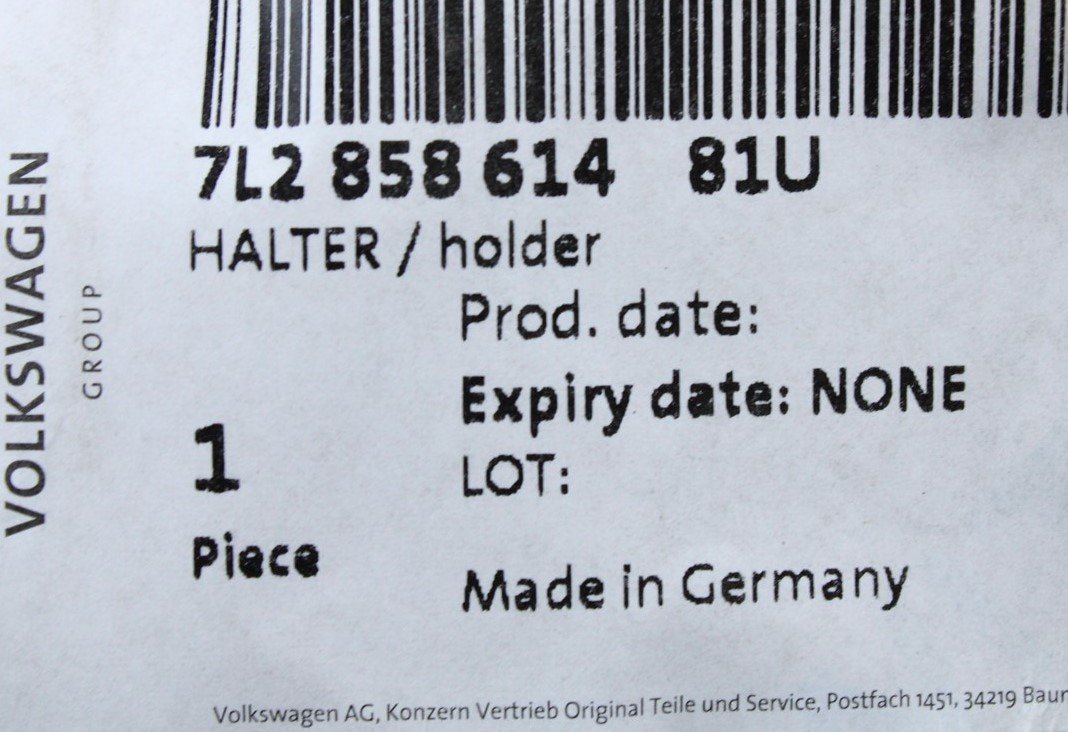 VOLKSWAGEN
GROUP
7L2 858 614 81U
HALTER / holder
Prod. date:
Expiry date: NONE
1
LOT:
Piece
Made in Germany
Volkswagen AG, Konzern Vertrieb Original Teile und Service, Postfach 1451, 34219